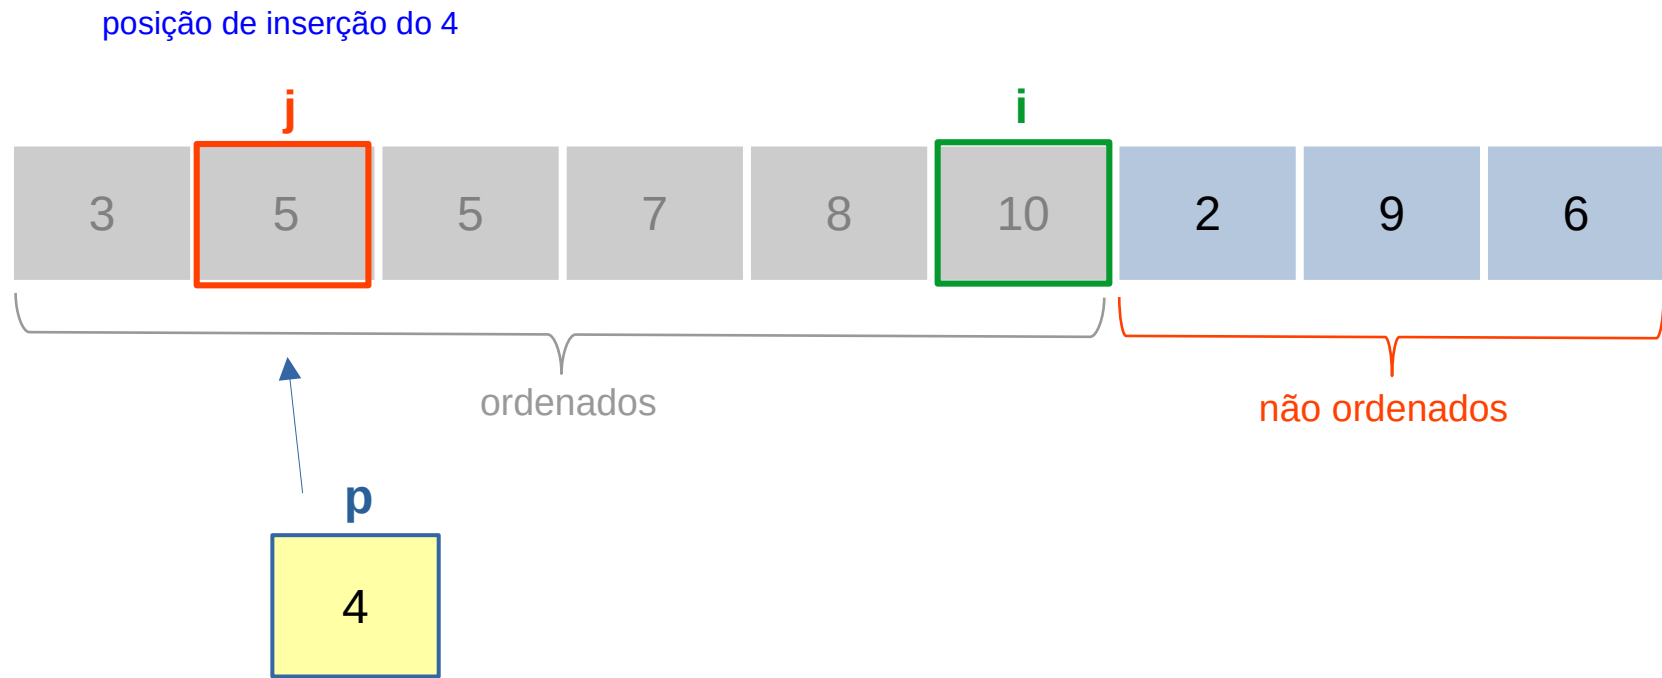 posição de inserção do 4
j i
3 5 5 7 8 10 2 9 6
ordenados não ordenados
p
4